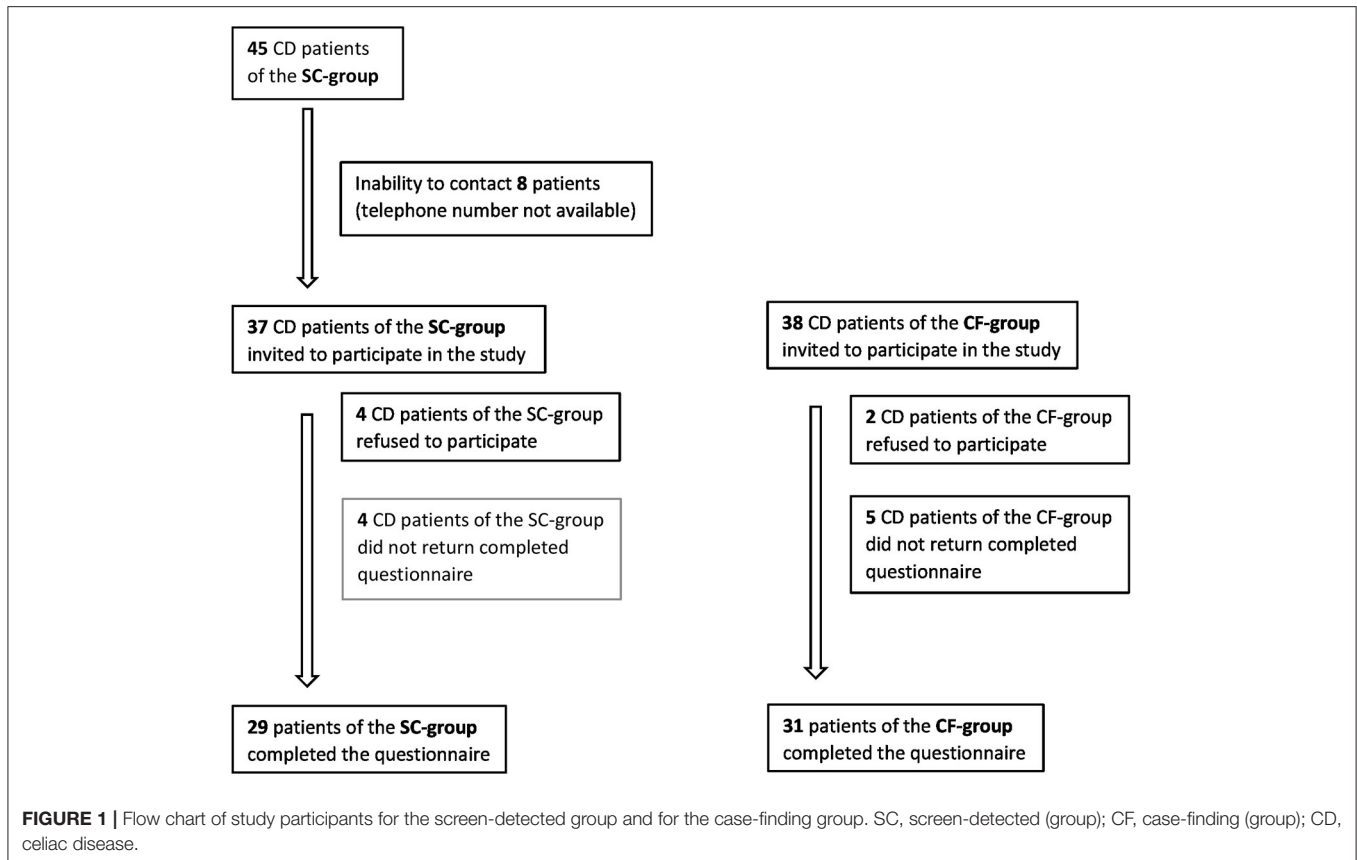 45 CD patients
of the SC-group
Inability to contact 8 patients
(telephone number not available)
37 CD patients of the SC-group
invited to participate in the study
38 CD patients of the CF-group
invited to participate in the study
4 CD patients of the SC-group
refused to participate
2 CD patients of the CF-group
refused to participate
4 CD patients of the SC-group
did not return completed
questionnaire
5 CD patients of the CF-group
did not return completed
questionnaire
29 patients of the SC-group
completed the questionnaire
31 patients of the CF-group
completed the questionnaire
FIGURE 1 | Flow chart of study participants for the screen-detected group and for the case-finding group. SC, screen-detected (group); CF, case-finding (group); CD,
celiac disease.